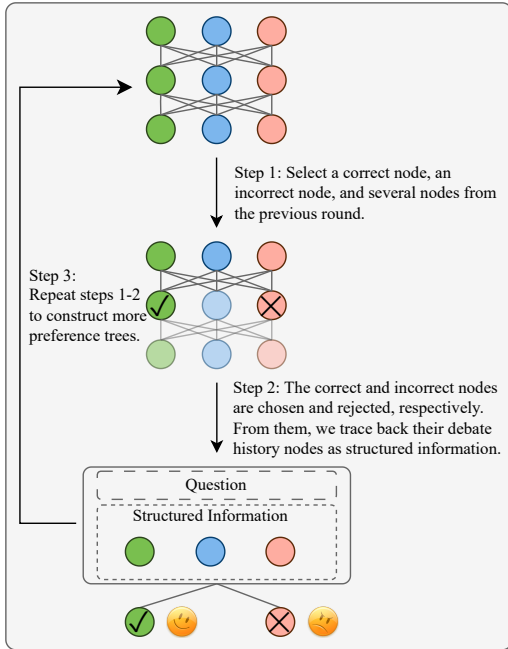 Step 1: Select a correct node, an
incorrect node, and several nodes from
the previous round.
Step 3:
Repeat steps 1-2
to construct more
preference trees.
Step 2: The correct and incorrect nodes
are chosen and rejected, respectively.
From them, we trace back their debate
history nodes as structured information.
Question
Structured Information